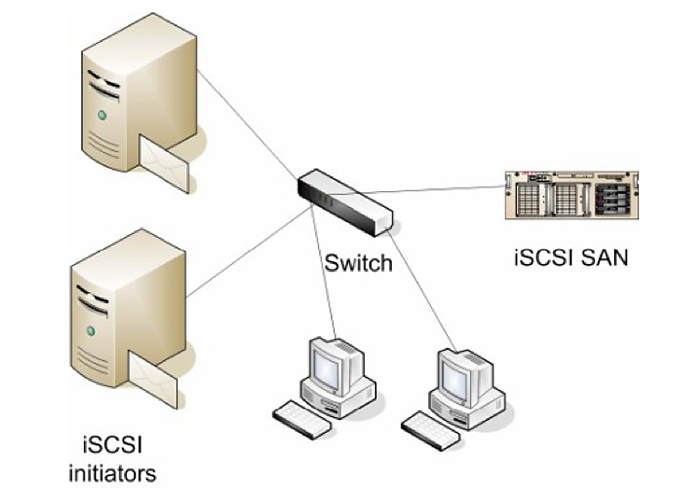 Switch
iSCSI SAN
iSCSI
initiators